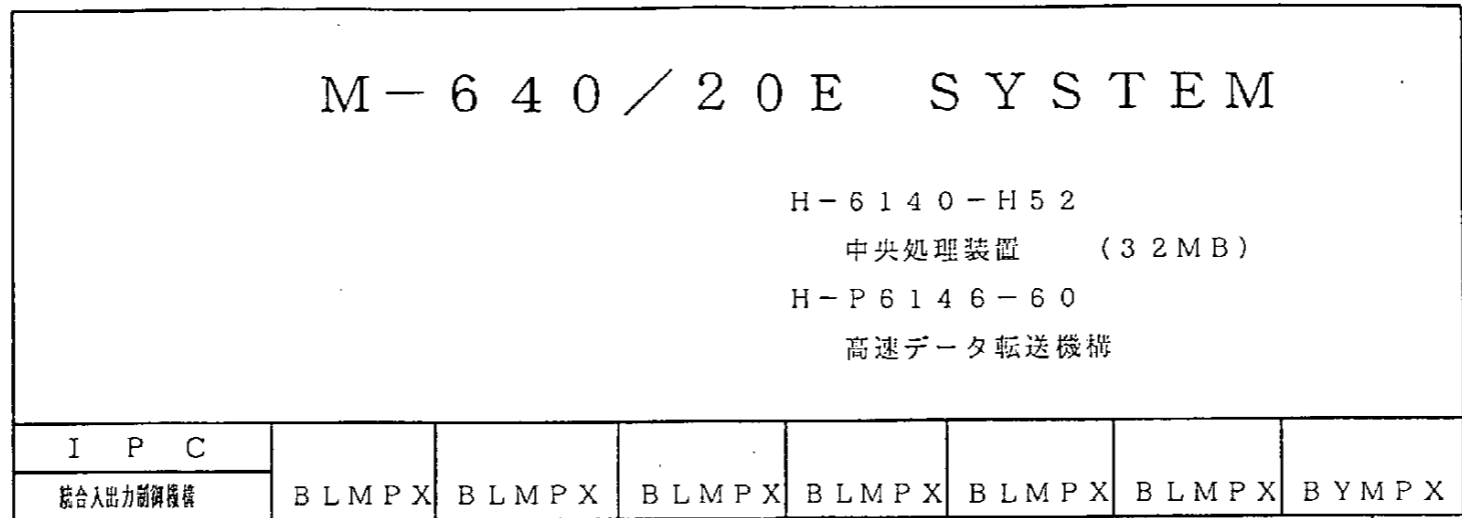 M-640/20E SYSTEM
H-6140-H52
中央処理装置 (32MB)
H-P6146-60
高速データ転送機構
IPC
統合入出力制御機構
BLMPX BLMPX BLMPX BLMPX BLMPX BLMPX BYMPX